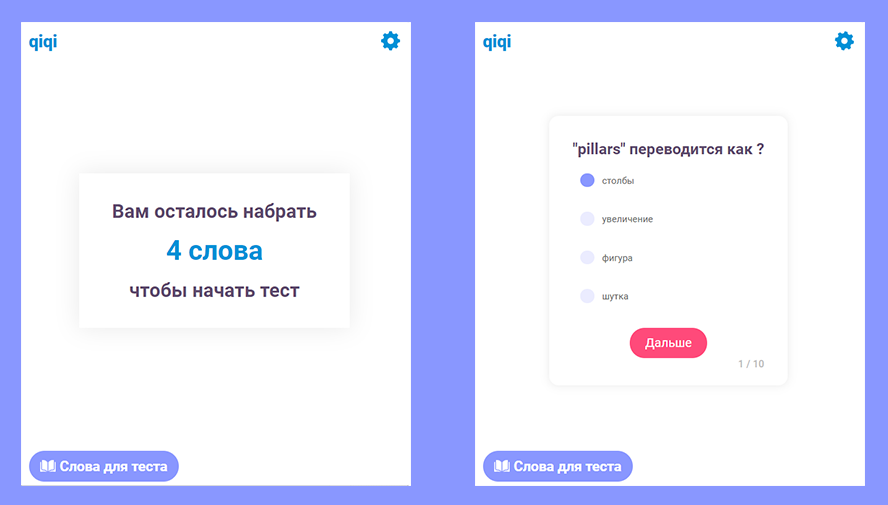 qiqi
Вам осталось набрать
4 слова
чтобы начать тест
Слова для теста
qiqi
"pillars" переводится как ?
столбы
увеличение
фигура
шутка
Дальше
1 / 10
Слова для теста